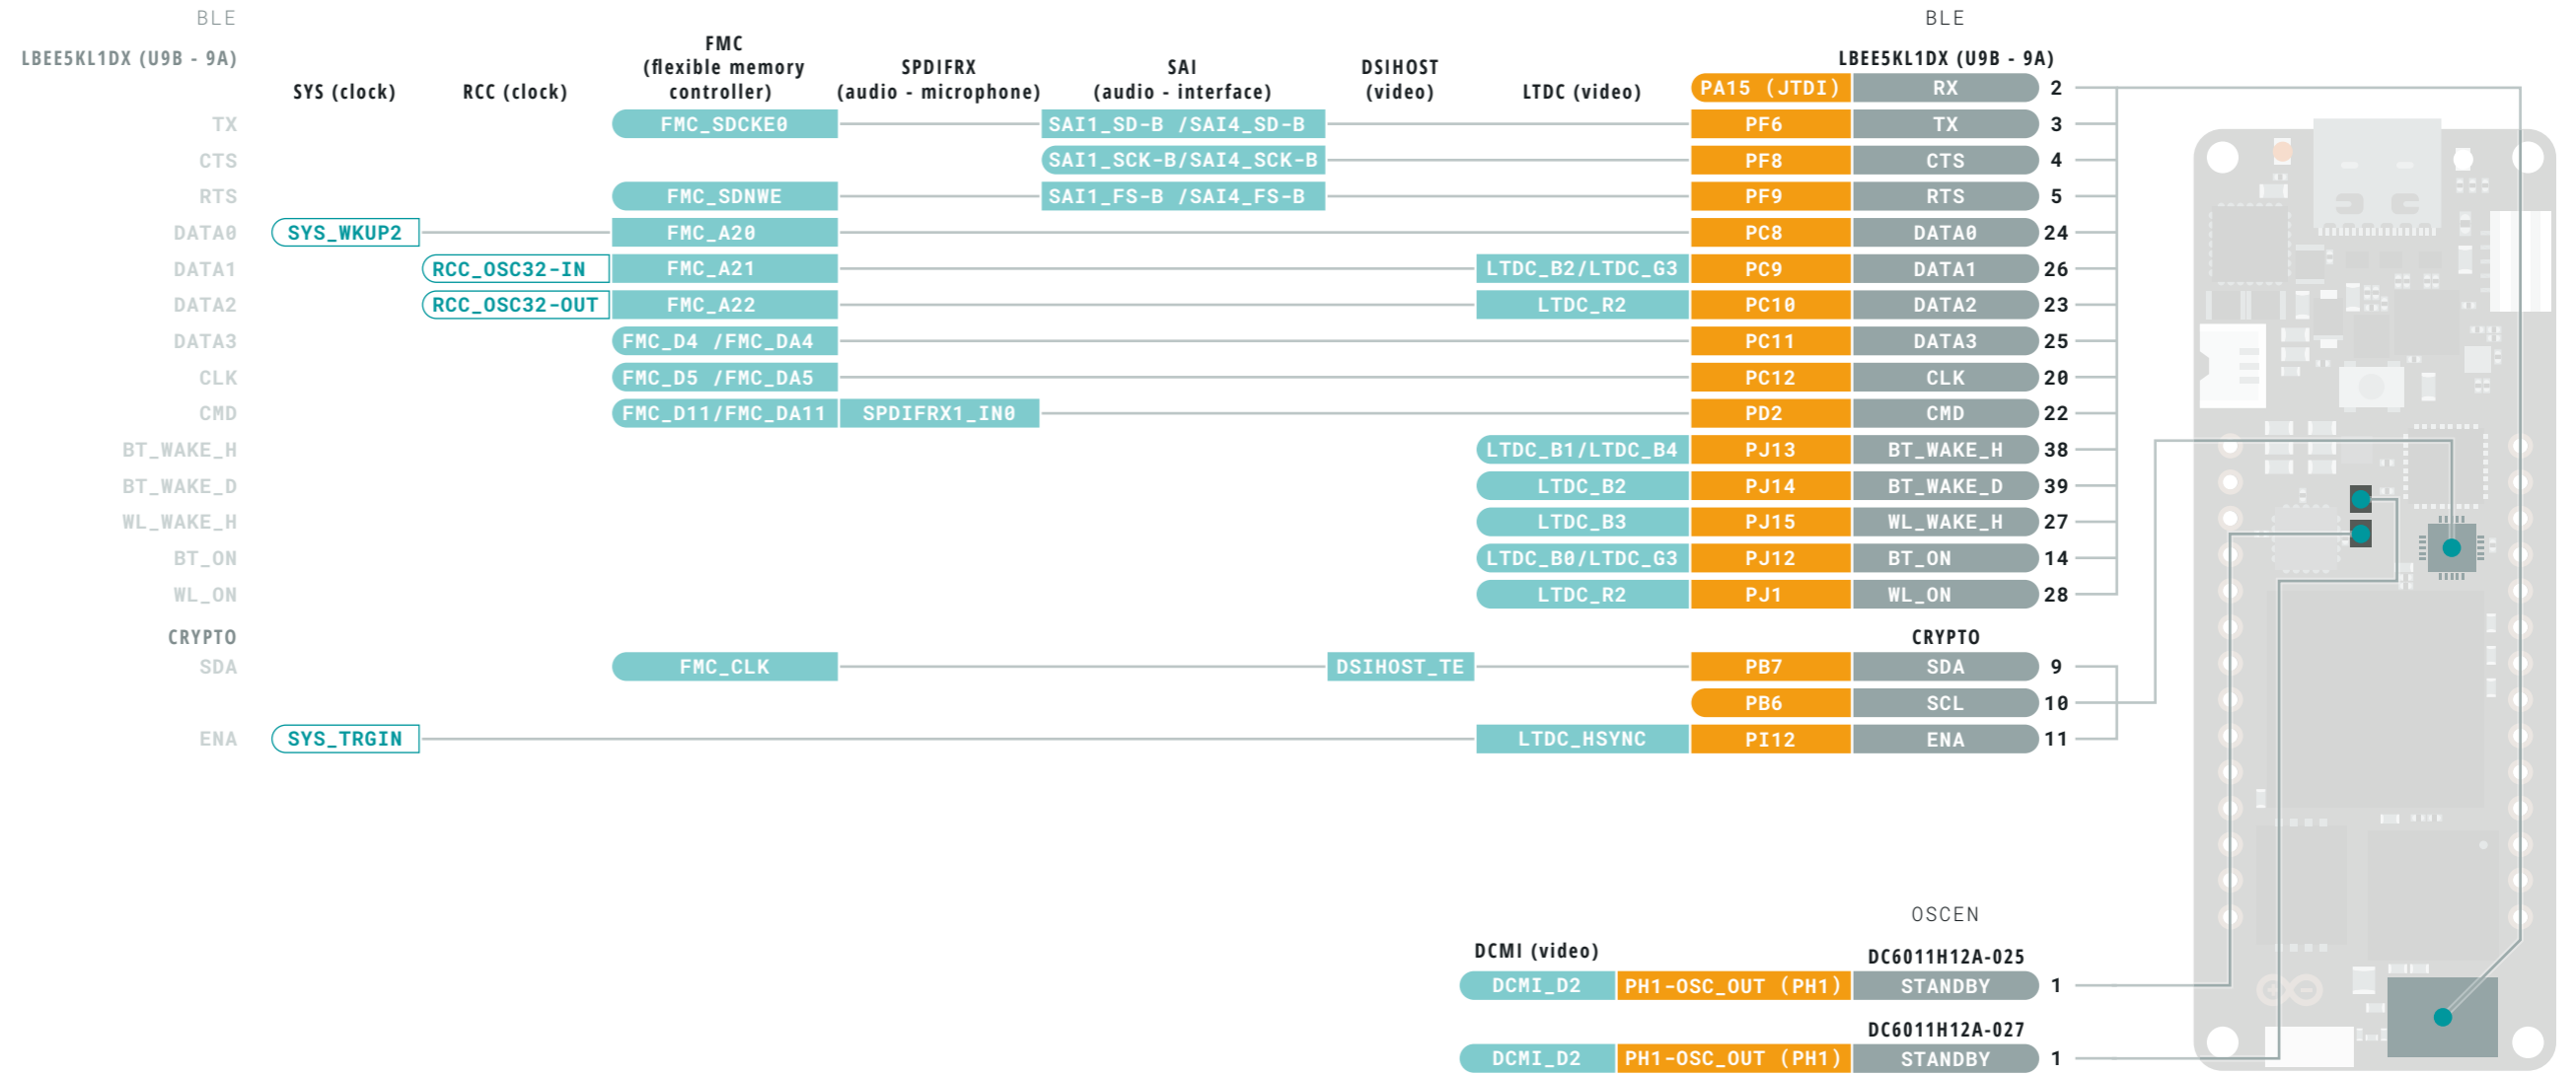 BLE BLE
LBEE5KL1DX (U9B - 9A) SYS (clock) RCC (clock) FMC (flexible memory controller) SPDIFRX (audio - microphone) SAI (audio - interface) DSIHOST (video) LTDC (video) LBEE5KL1DX (U9B - 9A)
PA15 (JTDI) RX 2
TX FMC_SDCKE0 SAI1_SD-B /SAI4_SD-B PF6 TX 3
CTS SAI1_SCK-B/SAI4_SCK-B PF8 CTS 4
RTS FMC_SDNWE SAI1_FS-B /SAI4_FS-B PF9 RTS 5
DATA0 SYS_WKUP2 FMC_A20 PC8 DATA0 24
DATA1 RCC_OSC32-IN FMC_A21 LTDC_B2/LTDC_G3 PC9 DATA1 26
DATA2 RCC_OSC32-OUT FMC_A22 LTDC_R2 PC10 DATA2 23
DATA3 FMC_D4 /FMC_DA4 PC11 DATA3 25
CLK FMC_D5 /FMC_DA5 PC12 CLK 20
CMD FMC_D11/FMC_DA11 SPDIFRX1_IN0 PD2 CMD 22
BT_WAKE_H LTDC_B1/LTDC_B4 PJ13 BT_WAKE_H 38
BT_WAKE_D LTDC_B2 PJ14 BT_WAKE_D 39
WL_WAKE_H LTDC_B3 PJ15 WL_WAKE_H 27
BT_ON LTDC_B0/LTDC_G3 PJ12 BT_ON 14
WL_ON LTDC_R2 PJ1 WL_ON 28
CRYPTO CRYPTO
SDA FMC_CLK DSIHOST_TE PB7 SDA 9
PB6 SCL 10
ENA SYS_TRGIN LTDC_HSYNC PI12 ENA 11
OSCEN
DCMI (video) DC6011H12A-025
DCMI_D2 PH1-OSC_OUT (PH1) STANDBY 1
DC6011H12A-027
DCMI_D2 PH1-OSC_OUT (PH1) STANDBY 1